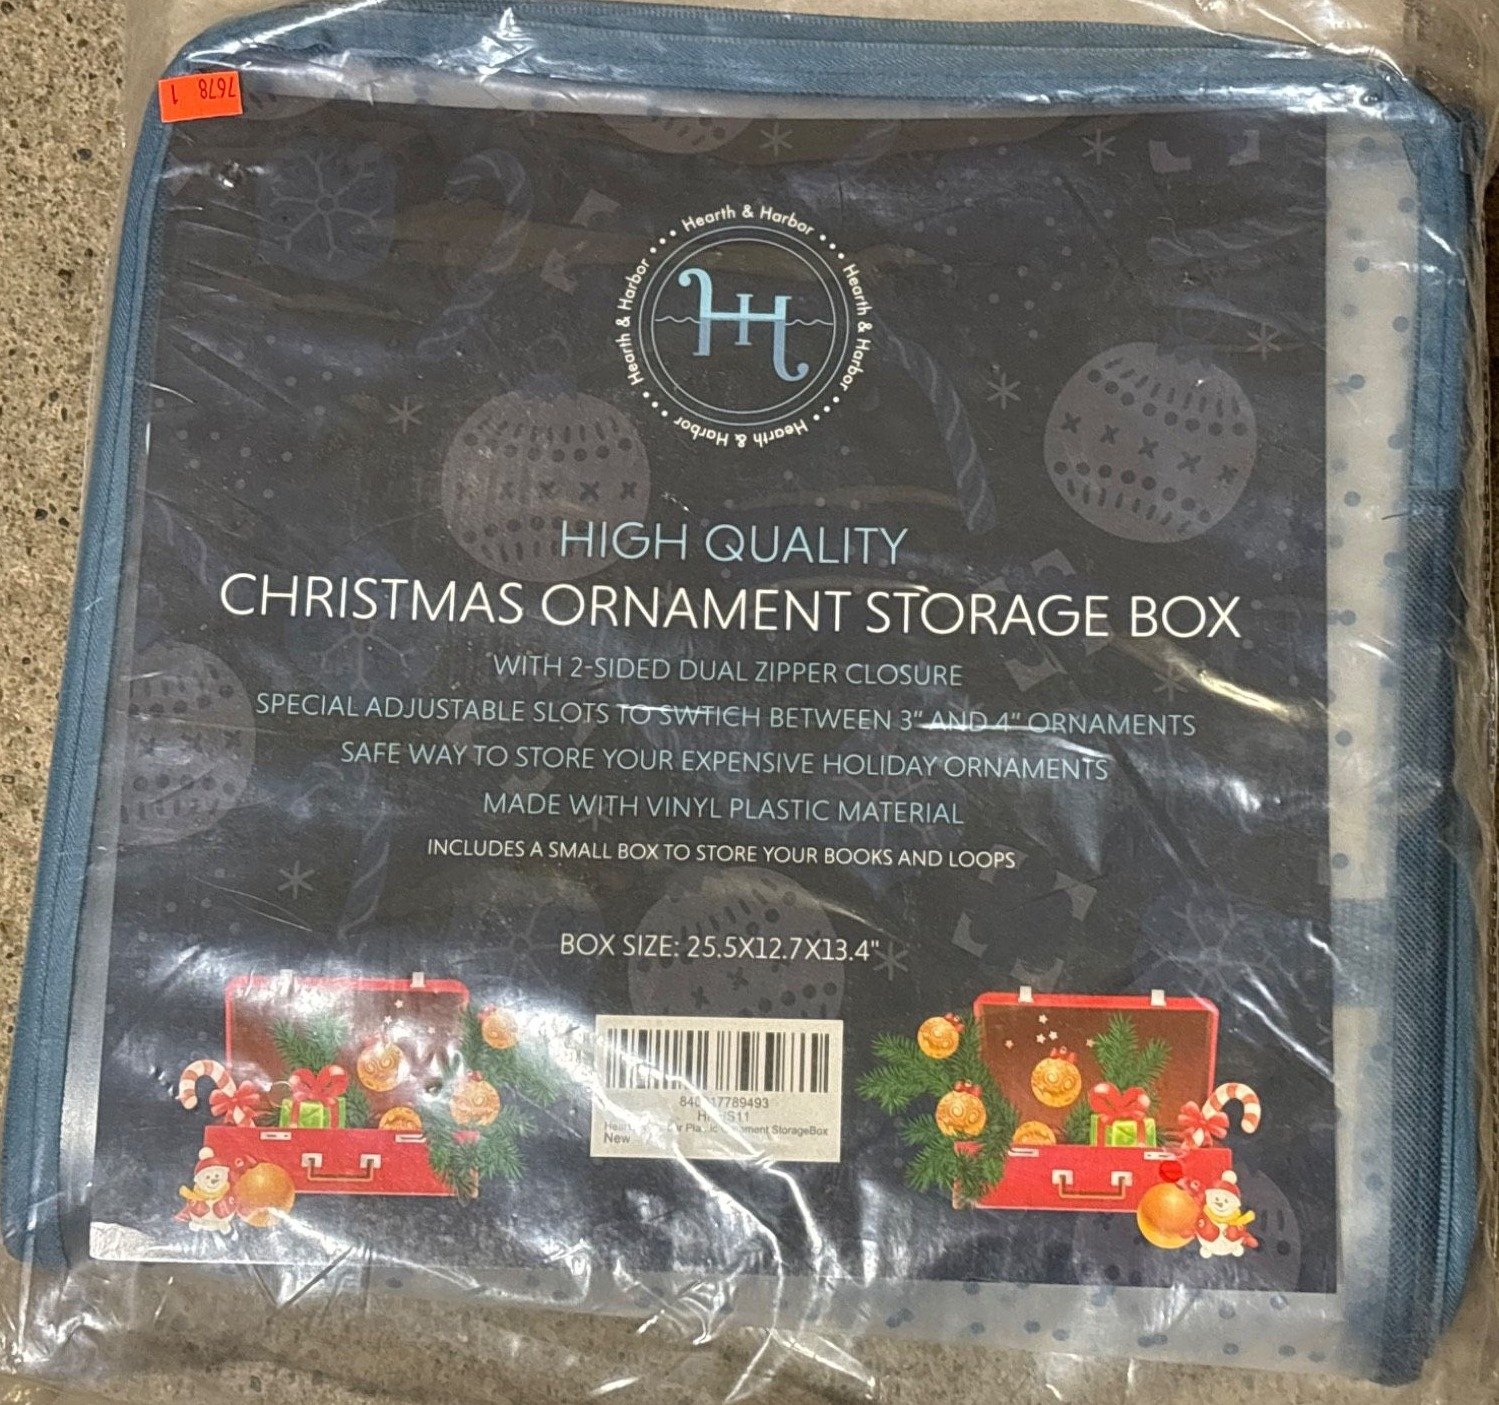 7678 1
Hearth & Harbor
Hearth & Harbor
Hearth & Harbor
Hearth & Harbor
HH
HIGH QUALITY
CHRISTMAS ORNAMENT STORAGE BOX
WITH 2-SIDED DUAL ZIPPER CLOSURE
SPECIAL ADJUSTABLE SLOTS TO SWTICH BETWEEN 3" AND 4" ORNAMENTS
SAFE WAY TO STORE YOUR EXPENSIVE HOLIDAY ORNAMENTS
MADE WITH VINYL PLASTIC MATERIAL
INCLUDES A SMALL BOX TO STORE YOUR BOOKS AND LOOPS
BOX SIZE: 25.5X12.7X13.4"
StorageBox
New